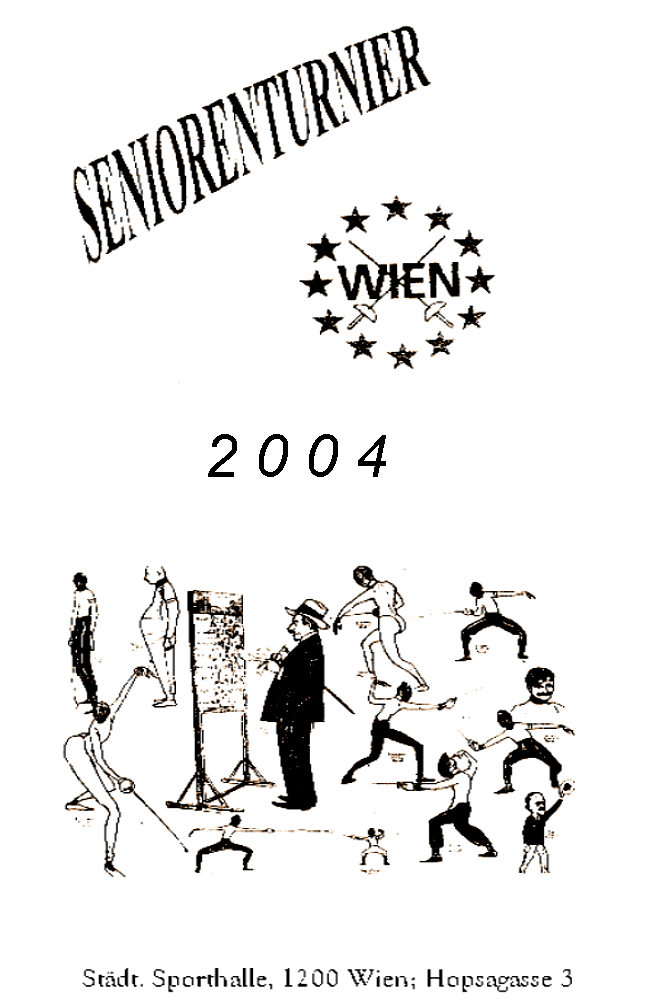 SENIORENTURNIER
WIEN
2004
Städt. Sporthalle, 1200 Wien; Hopsagasse 3